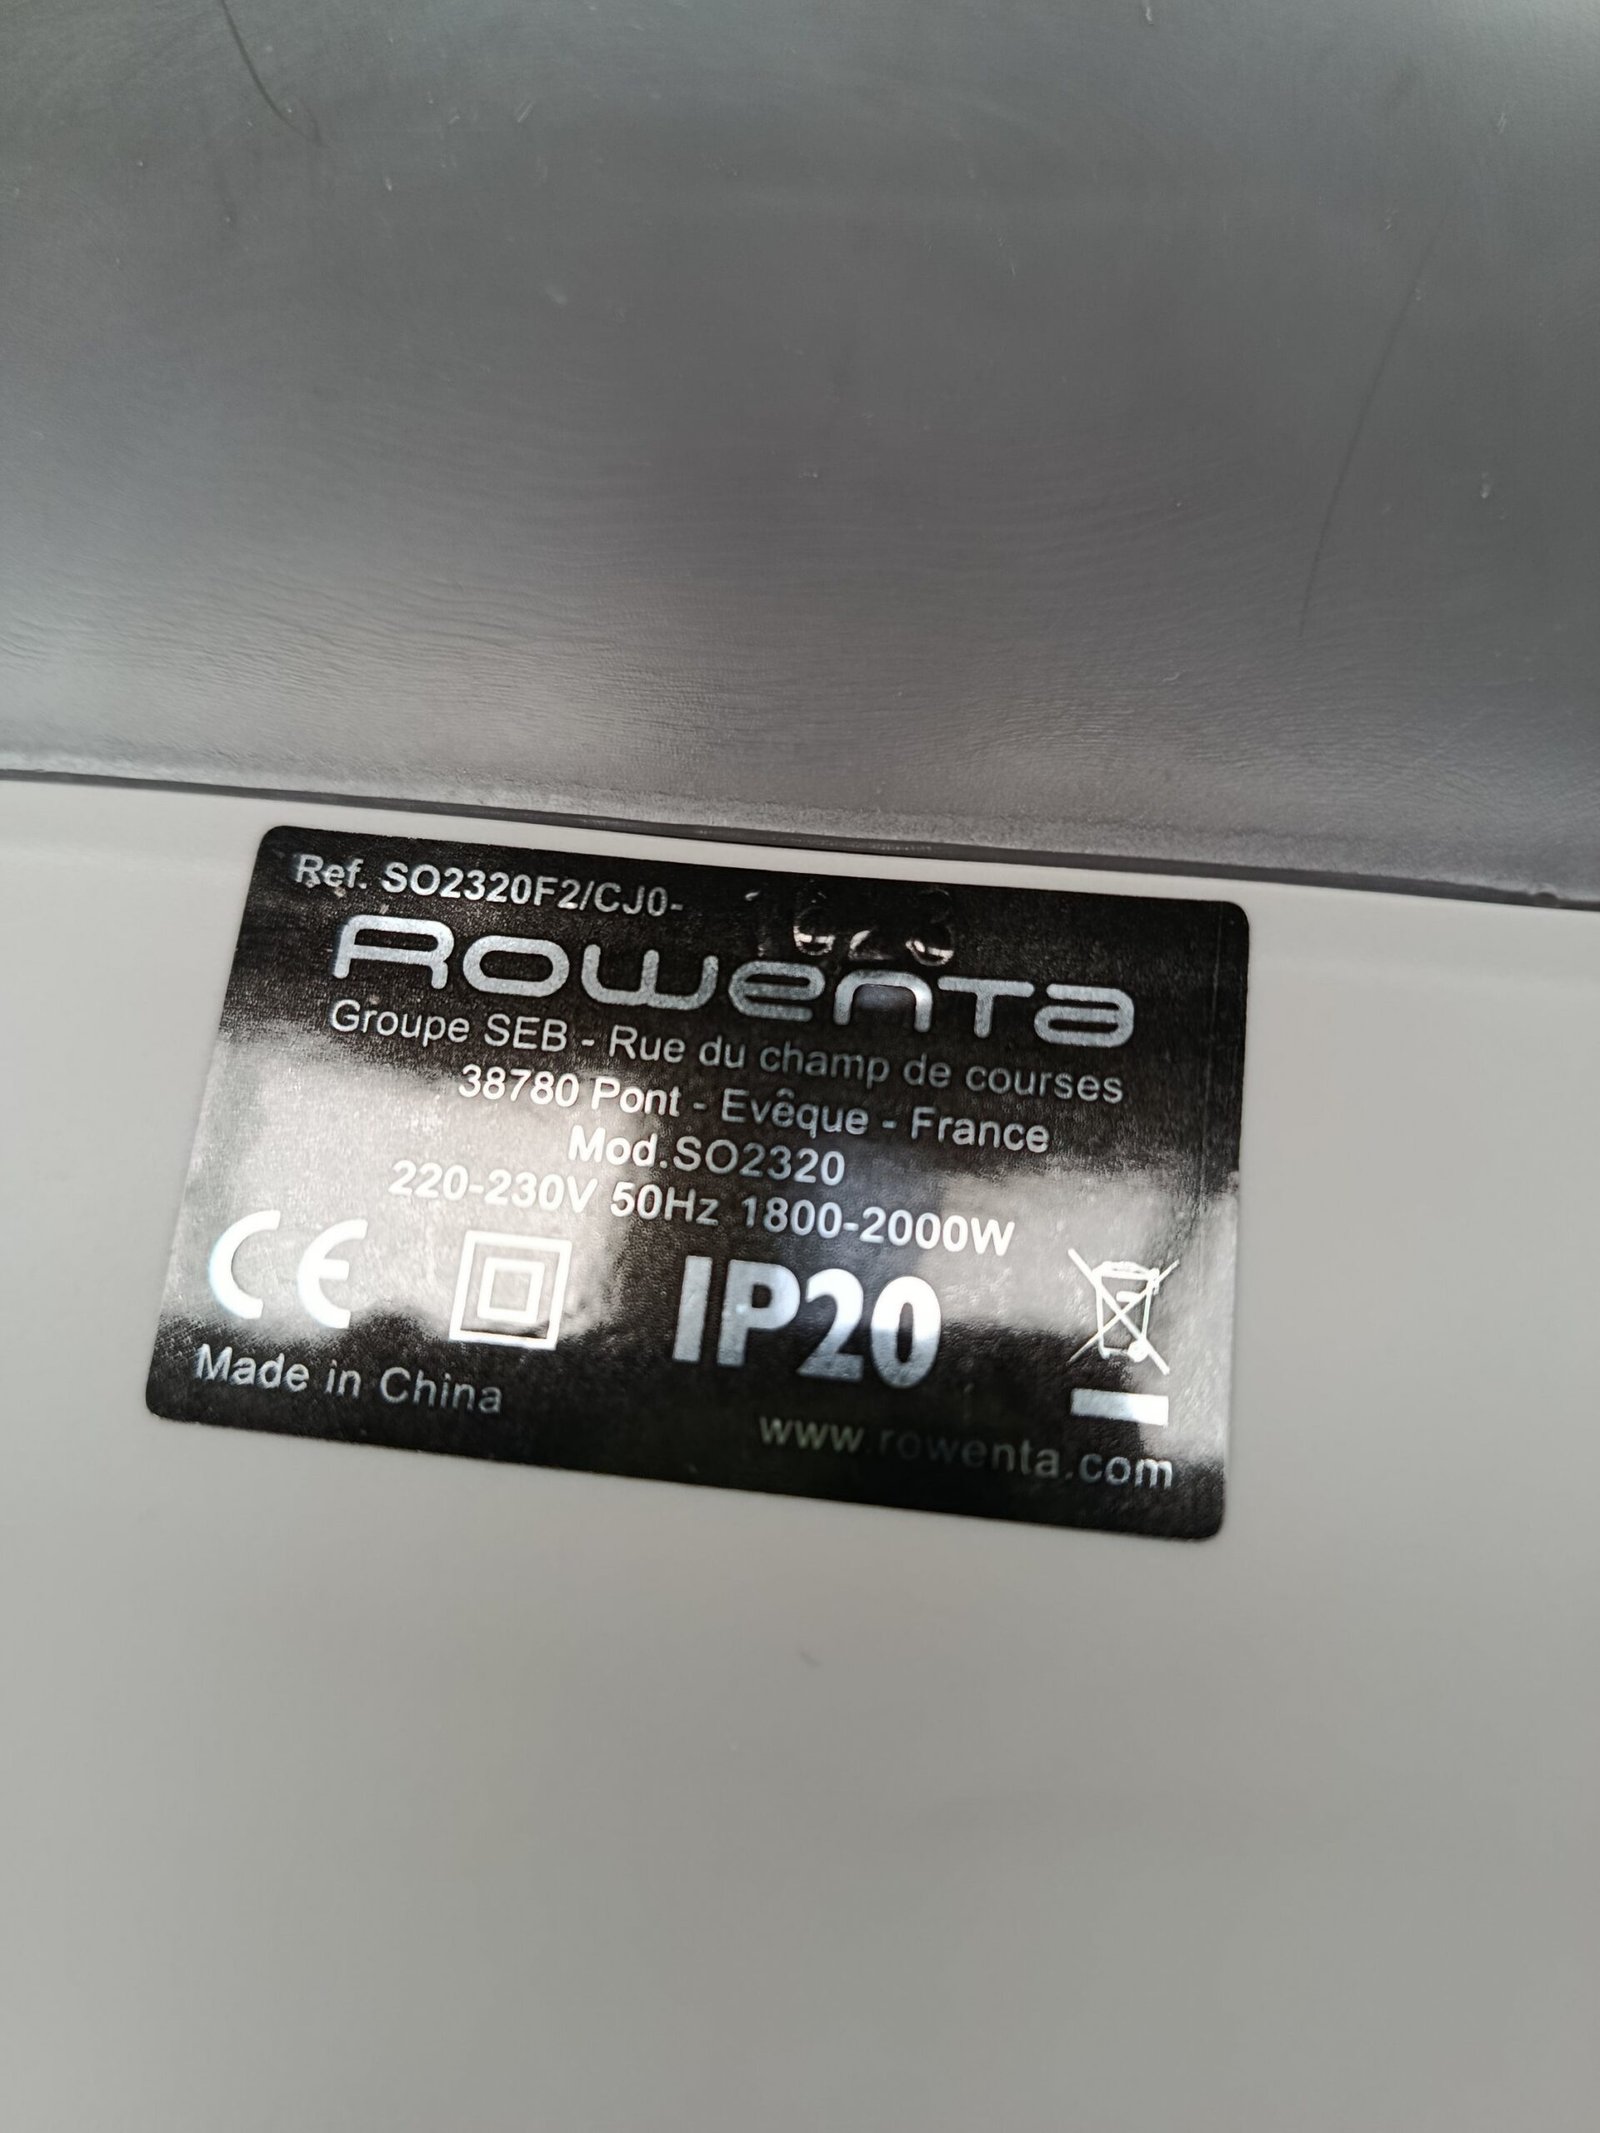 Ref. SO2320F2/CJ0-
Rowenta
Groupe SEB - Rue du champ de courses
38780 Pont - Evêque - France
Mod.SO2320
220-230V 50Hz 1800-2000W
CE IP20
Made in China
www.rowenta.com